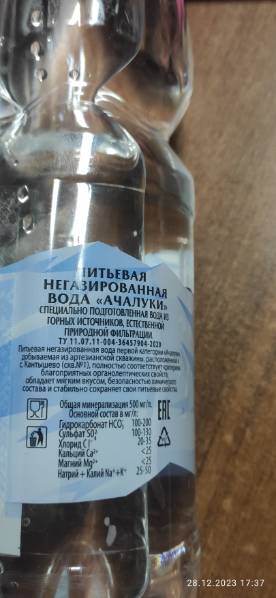 ПИТЬЕВАЯ
НЕГАЗИРОВАННАЯ
ВОДА «АЧАЛУКИ»
СПЕЦИАЛЬНО ПОДГОТОВЛЕННАЯ ВОДА ИЗ
ГОРНЫХ ИСТОЧНИКОВ, ЕСТЕСТВЕННОЙ
ПРИРОДНОЙ ФИЛЬТРАЦИИ
ТУ 11.07.11-004-36457904-2020
Питьевая негазированная вода первой категории «Ачалуки»,
добываемая из артезианской скважины, расположенной в
с. Кантышево (скв.№1), полностью соответствует критериям
благоприятных органолептических свойств,
обладает мягким вкусом, безопасностью химического
состава и стабильно сохраняет свои питьевые свойства.
Общая минерализация 500 мг/л.
Основной состав в мг/л:
Гидрокарбонат HCO₃ 100-200
Сульфат SO₄²⁻ 100-130
Хлорид Cl⁻ 20-35
Кальций Ca²⁺ <25
Магний Mg²⁺ <25
Натрий + Калий Na⁺+K⁺ 25-50
EAC
28.12.2023 17:37